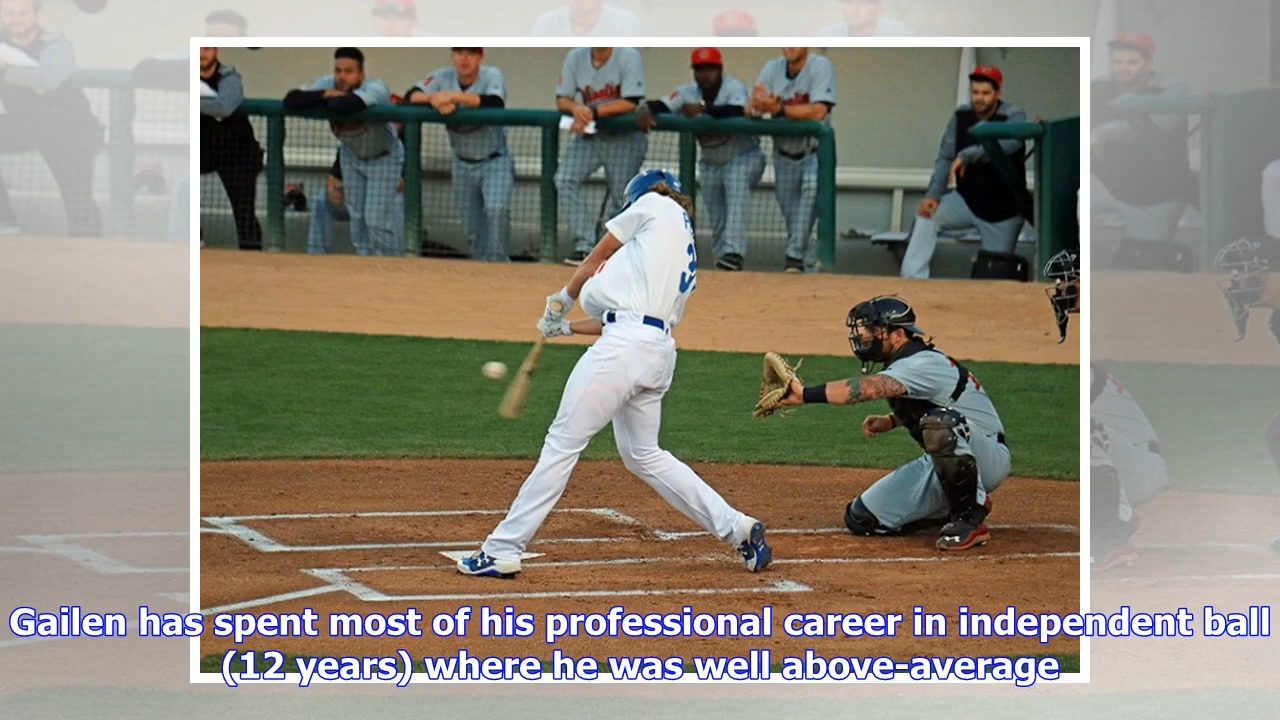 Gailen has spent most of his professional career in independent ball
(12 years) where he was well above-average